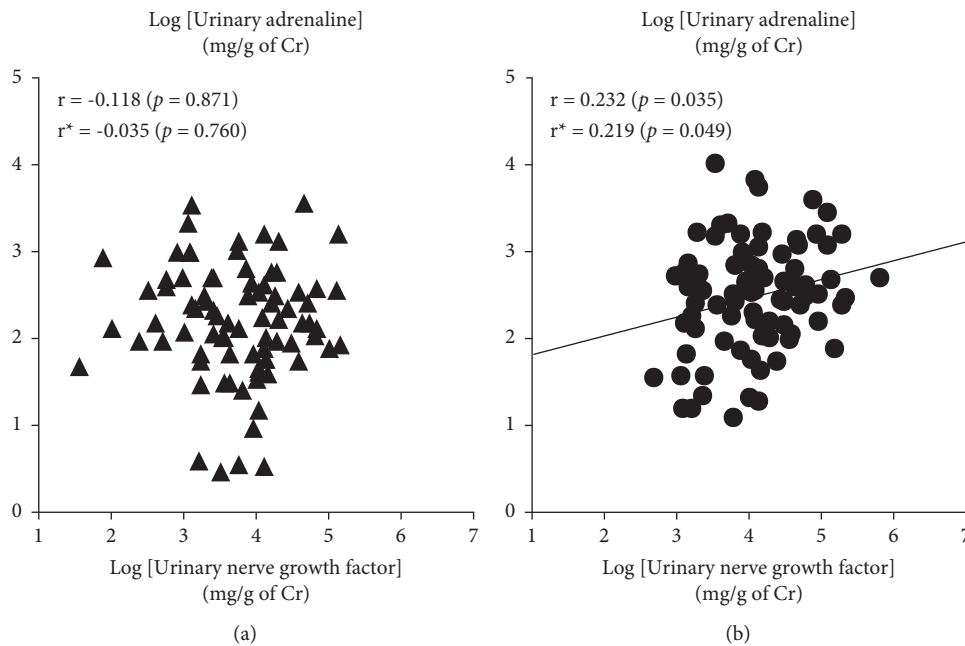 Log [Urinary adrenaline]
(mg/g of Cr)
r = -0.118 (p = 0.871)
r* = -0.035 (p = 0.760)
5
4
3
2
1
0
1 2 3 4 5 6 7
Log [Urinary nerve growth factor]
(mg/g of Cr)
(a)
Log [Urinary adrenaline]
(mg/g of Cr)
r = 0.232 (p = 0.035)
r* = 0.219 (p = 0.049)
5
4
3
2
1
0
1 2 3 4 5 6 7
Log [Urinary nerve growth factor]
(mg/g of Cr)
(b)